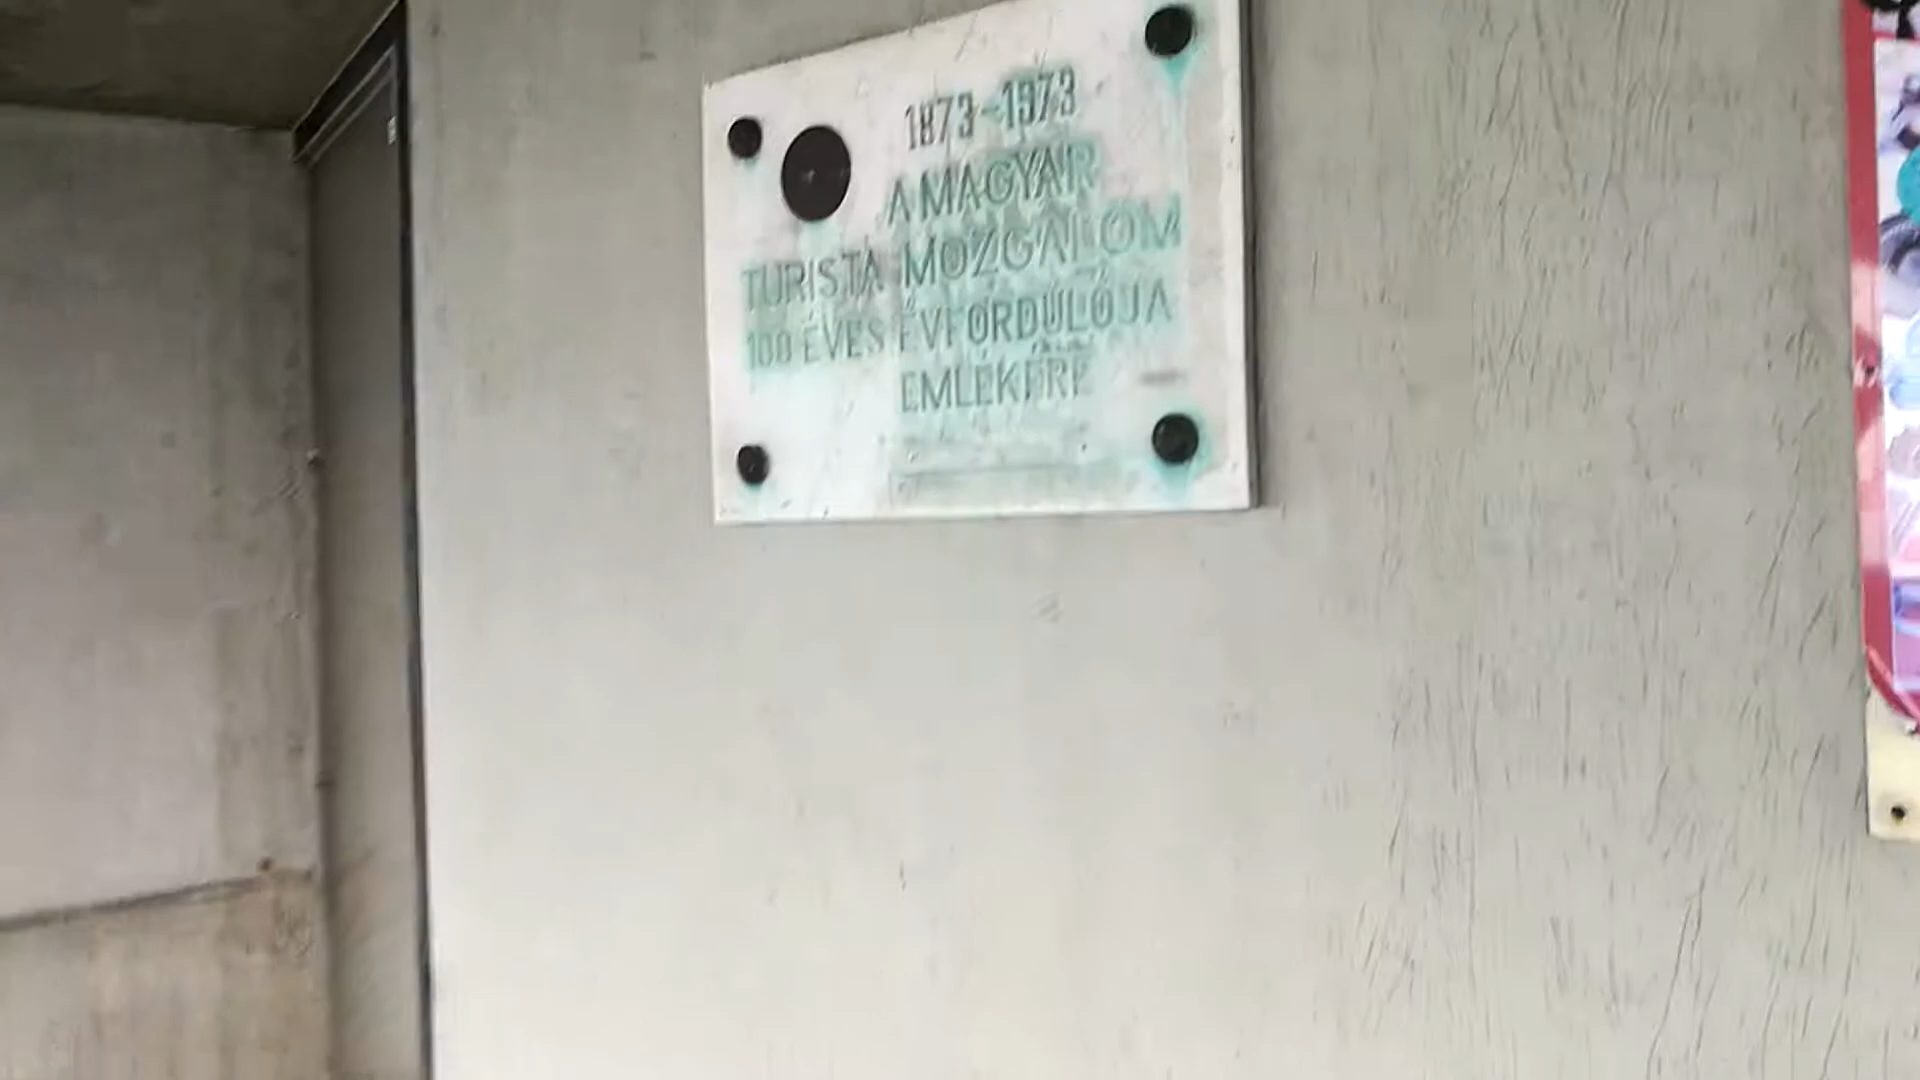 1873-1973
A MAGYAR
TURISTA MOZGALOM
100 ÉVES ÉVFORDULÓJA
EMLÉKÉRE